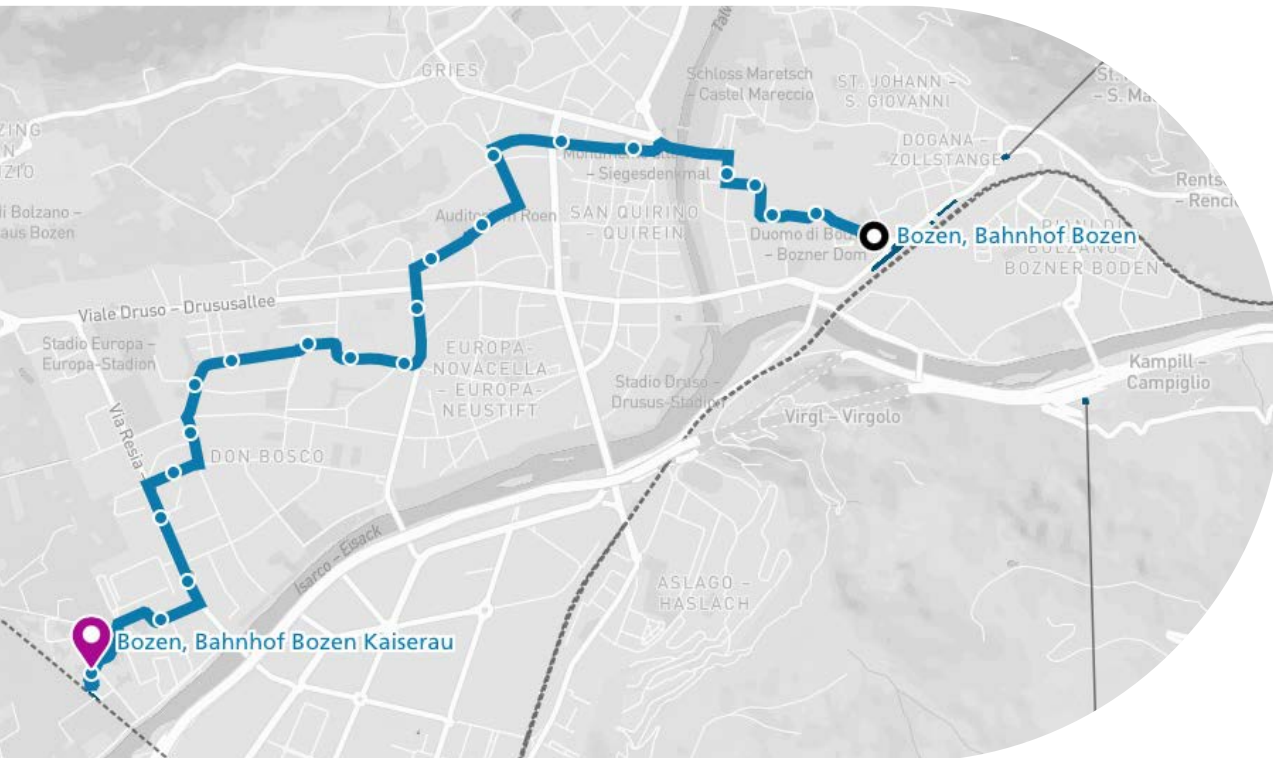 GRIES
Schloss Maretsch
– Castel Mareccio
ST. JOHANN –
S. GIOVANNI
St.
– S.
DOGANA –
ZOLLSTANGE
– Siegesdenkmal
Rents
– Renc
di Bolzano –
aus Bozen
Roen
SAN QUIRINO
– QUIREIN
Duomo di
– Bozner Dom
Bozen, Bahnhof Bozen
BOZNER BODEN
Viale Druso – Drususallee
Stadio Europa –
Europa-Stadion
EUROPA-
NOVACELLA
– EUROPA-
NEUSTIFT
Stadio Druso –
Drusus-Stadion
Kampill –
Campiglio
Virgl – Virgolo
Via Resia –
DON BOSCO
Isarco – Eisack
ASLAGO –
HASLACH
Bozen, Bahnhof Bozen Kaiserau